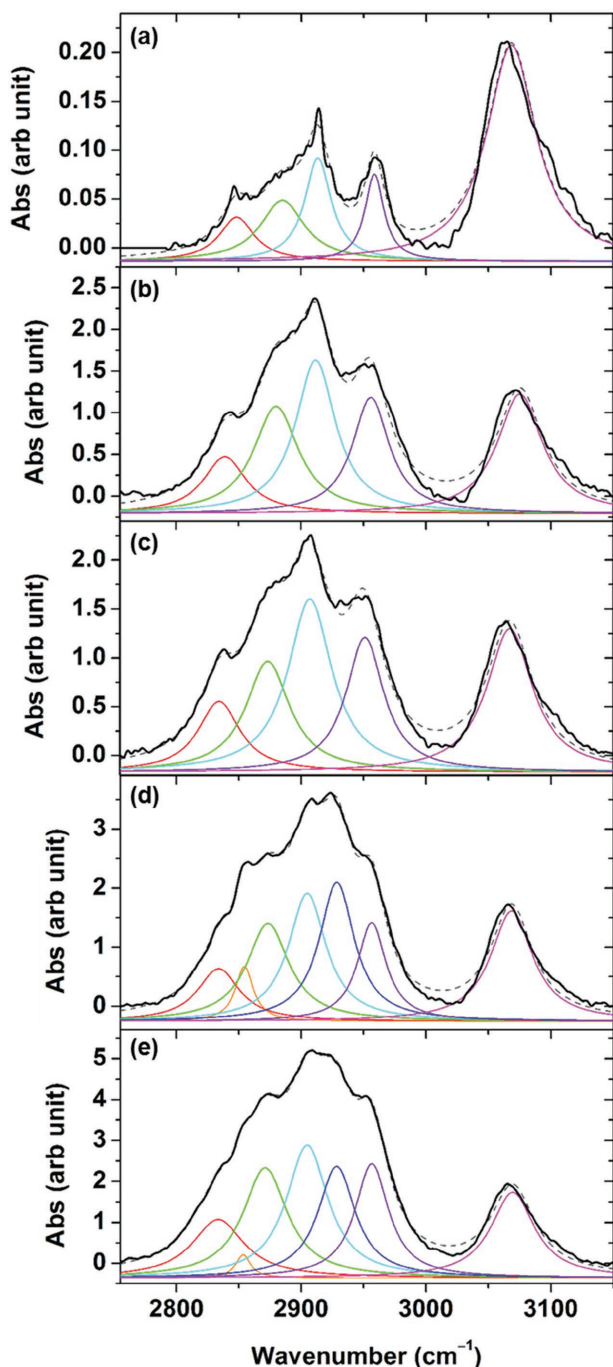 (a)
0.20
0.15
0.10
0.05
0.00
Abs (arb unit)
(b)
2.5
2.0
1.5
1.0
0.5
0.0
Abs (arb unit)
(c)
2.0
1.5
1.0
0.5
0.0
Abs (arb unit)
(d)
3
2
1
0
Abs (arb unit)
(e)
5
4
3
2
1
0
Abs (arb unit)
2800 2900 3000 3100
Wavenumber (cm⁻¹)